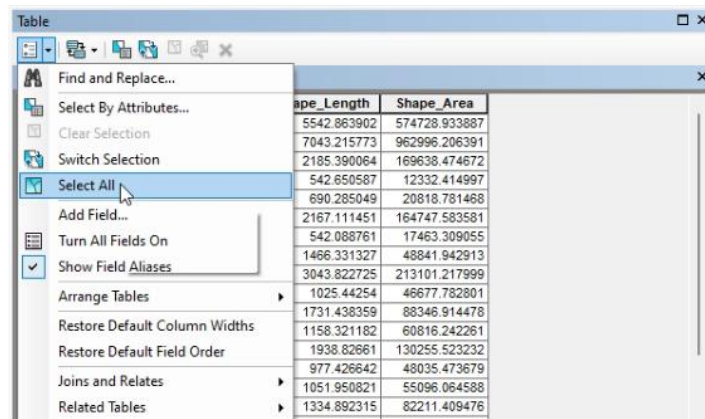 Table
Find and Replace...
Select By Attributes...
Clear Selection
Switch Selection
Select All
Add Field...
Turn All Fields On
Show Field Aliases
Arrange Tables
Restore Default Column Widths
Restore Default Field Order
Joins and Relates
Related Tables
ape_Length Shape_Area
5542.863902 574728.933887
7043.215773 962996.206391
2185.390064 169638.474672
542.650587 12332.414997
690.285049 20818.781468
2167.111451 164747.583581
542.088761 17463.309055
1466.331327 48841.942913
3043.822725 213101.217999
1025.44254 46677.782801
1731.438359 88346.914478
1158.321182 60816.242261
1938.82661 130255.523232
977.426642 48035.473679
1051.950821 55096.064588
1334.892315 82211.409476